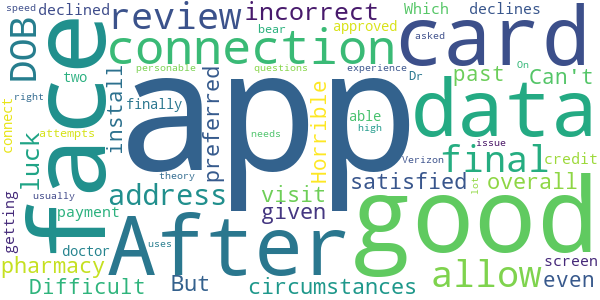 speed declined bear Which declines
DOB review incorrect card
connection approved asked
face app On
personable questions experience
Dr past Can't
right install two
finally preferred Horrible able data
connect attempts high
luck needs
theory Verizon final issue credit
address visit satisfied overall
usually lot
getting payment After given good
doctor uses allow screen
pharmacy even
Difficult But circumstances